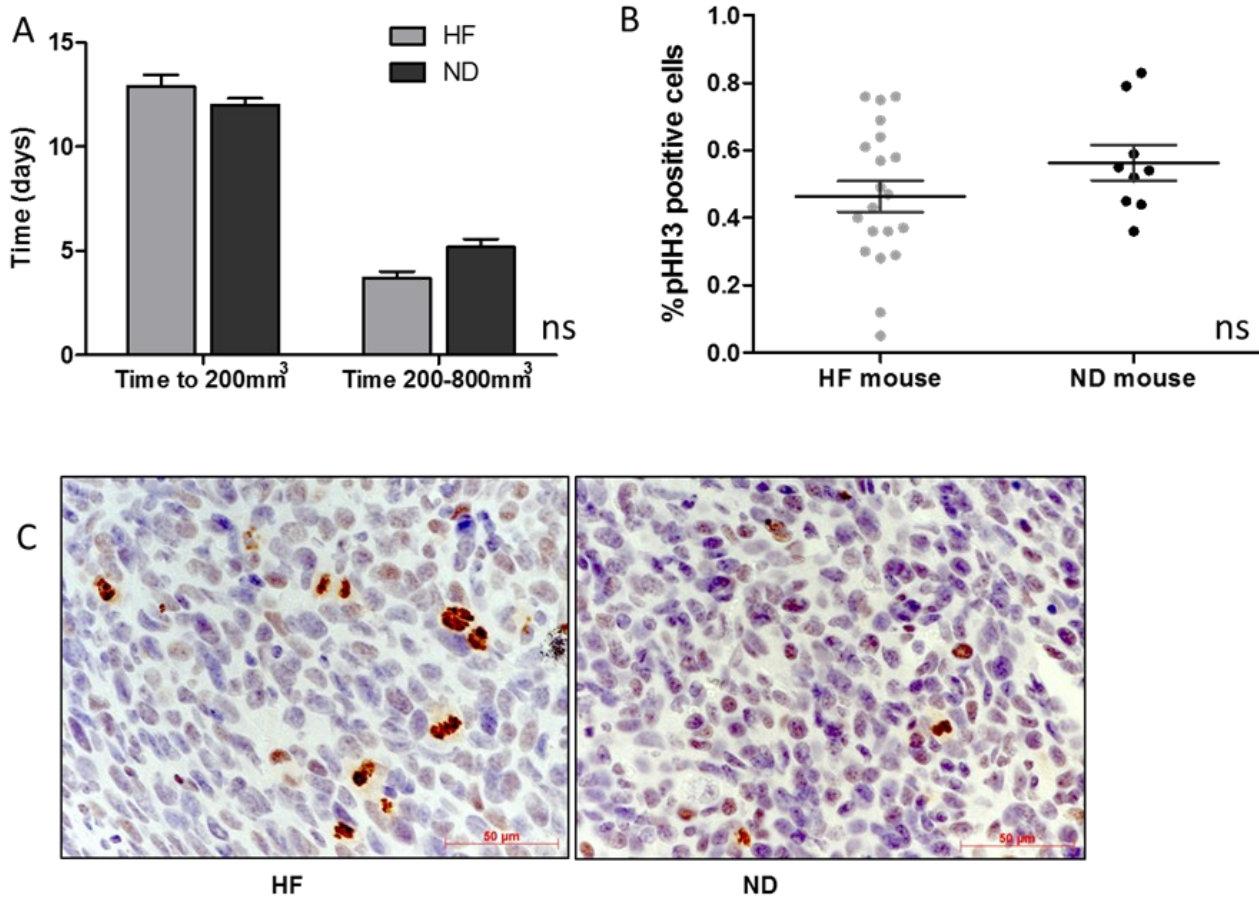 A
15
10
5
0
Time (days)
HF
ND
ns
Time to 200mm³
Time 200-800mm³
B
1.0
0.8
0.6
0.4
0.2
0.0
%pHH3 positive cells
ns
HF mouse
ND mouse
C
50 µm
50 µm
HF
ND